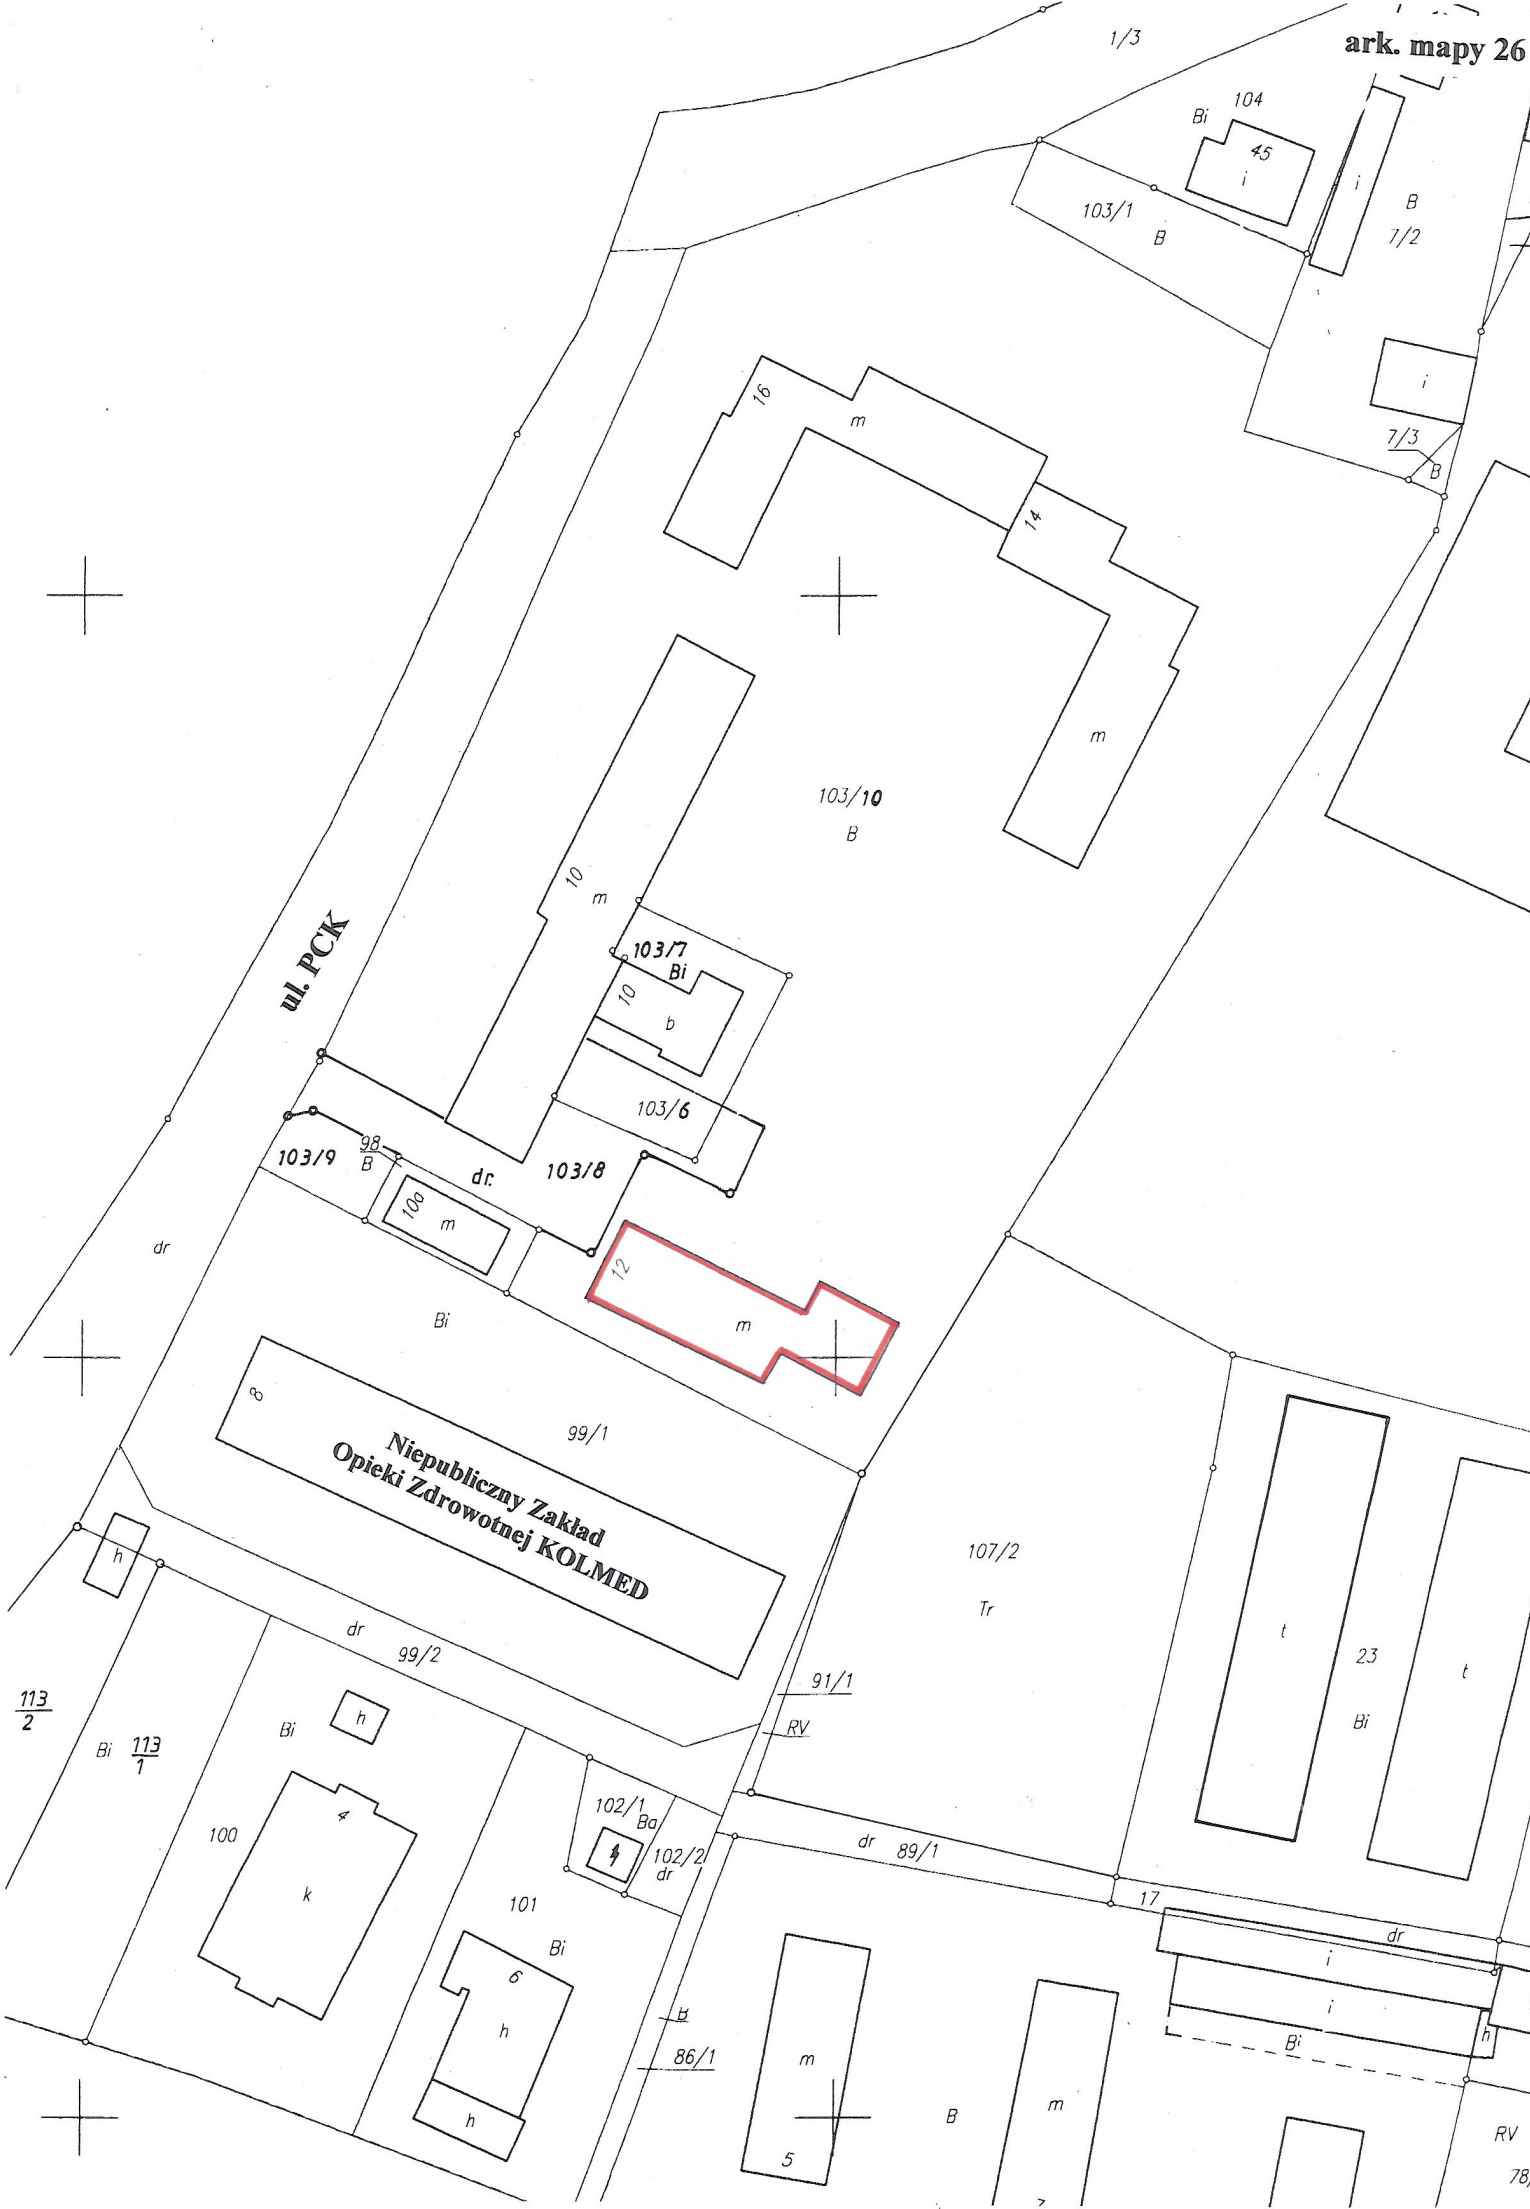 1/3
ark. mapy 26
104
Bi
45
i
i
103/1
B
B
7/2
i
16
m
7/3
B
14
m
103/10
B
10
m
ul. PCK
103/7
Bi
10
b
103/6
98
B
103/9
dr.
103/8
10a
m
dr
12
m
Bi
8
99/1
Niepubliczny Zakład
Opieki Zdrowotnej KOLMED
h
107/2
Tr
dr
99/2
t
23
t
Bi
91/1
RV
113
2
Bi
113
1
Bi
h
102/1
Ba
4
100
102/2
dr
dr
89/1
k
101
Bi
17
dr
i
i
6
h
B
86/1
Bi
h
m
m
h
B
5
RV
78/